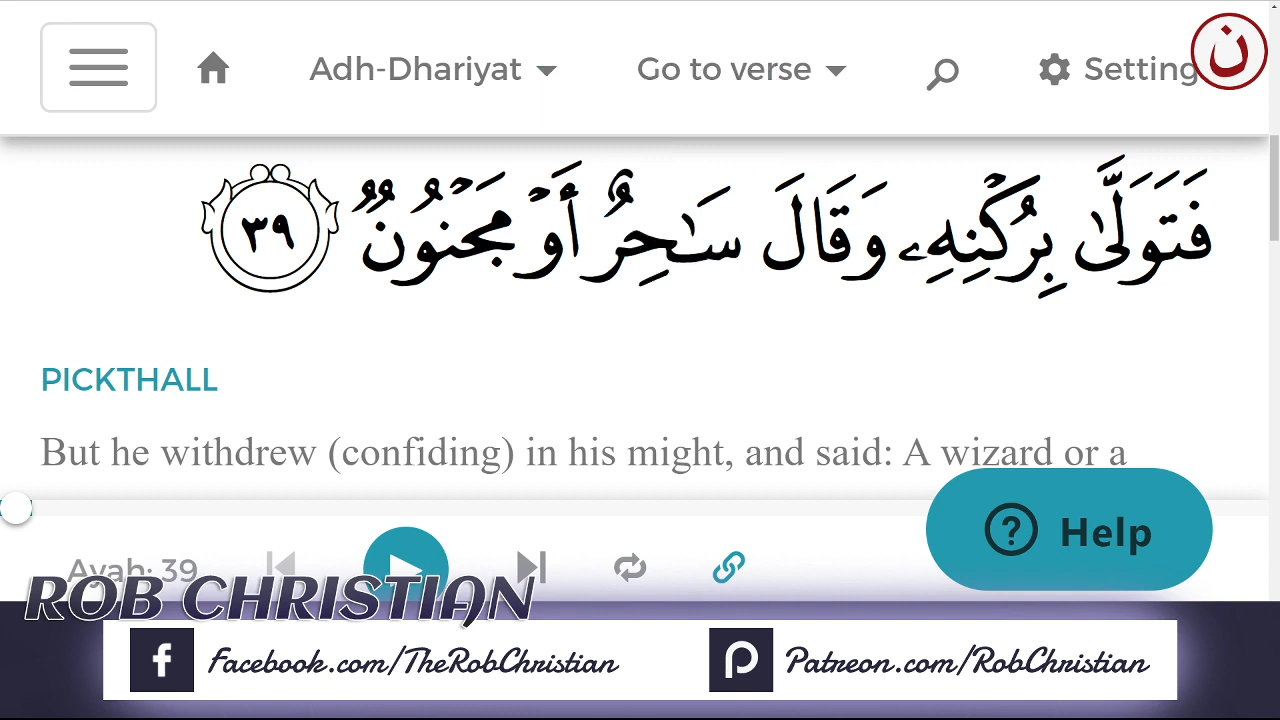 Adh-Dhariyat Go to verse Setting ن
فَتَوَلَّىٰ بِرُكْنِهِۦ وَقَالَ سَـٰحِرٌ أَوْ مَجْنُونٌ ٣٩
PICKTHALL
But he withdrew (confiding) in his might, and said: A wizard or a
Help
Ayah: 39
ROB CHRISTIAN
Facebook.com/TheRobChristian Patreon.com/RobChristian